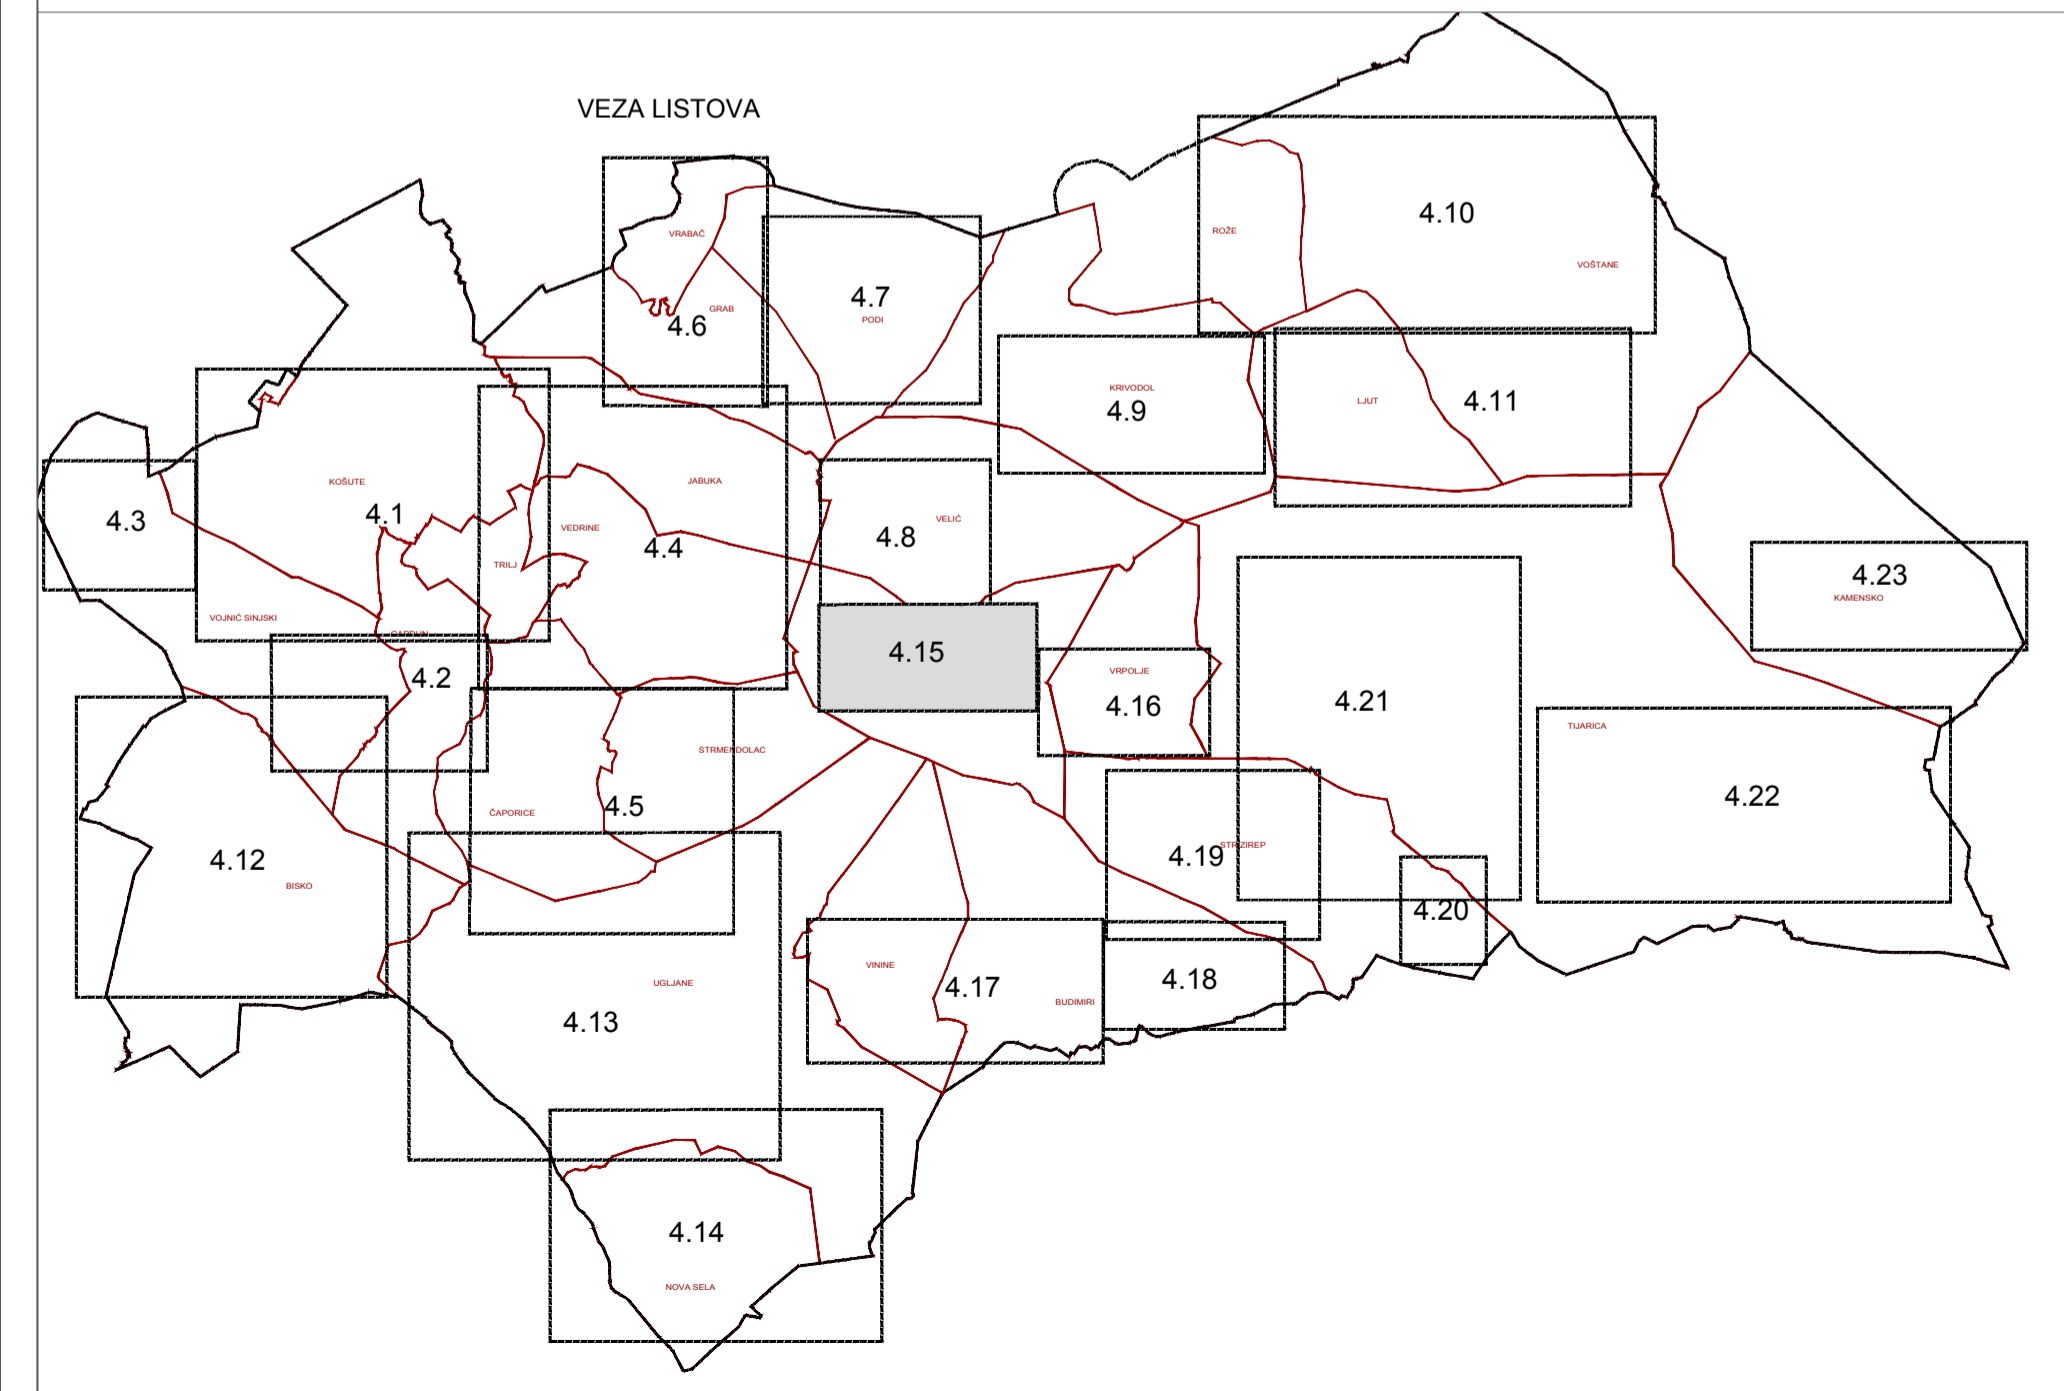 VEZA LISTOVA
4.10
VRABAČ
ROŽE
VOŠTANE
4.7
GRAB
PODI
4.6
KRIVODOL
4.9
LJUT
4.11
KOŠUTE
JABUKA
4.1
4.3
VEDRINE
VELIĆ
4.8
4.4
TRILJ
4.23
KAMENSKO
VOJNIĆ SINJSKI
GARDUN
4.15
4.2
VRPOLJE
4.16
4.21
TIJARICA
STRMENDOLAC
4.22
ČAPORICE
4.5
STRIZIREP
4.19
4.12
BISKO
4.20
VININE
UGLJANE
4.18
4.17
BUDIMIRI
4.13
4.14
NOVA SELA